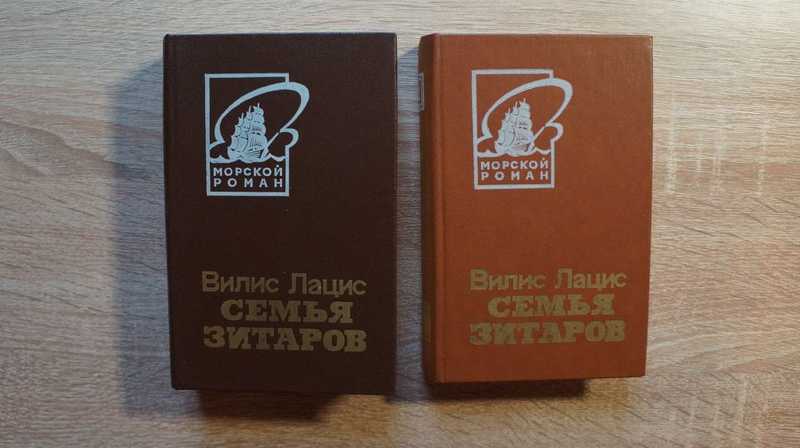 МОРСКОЙ
РОМАН
Вилис Лацис
СЕМЬЯ
ЗИТАРОВ
МОРСКОЙ
РОМАН
Вилис Лацис
СЕМЬЯ
ЗИТАРОВ